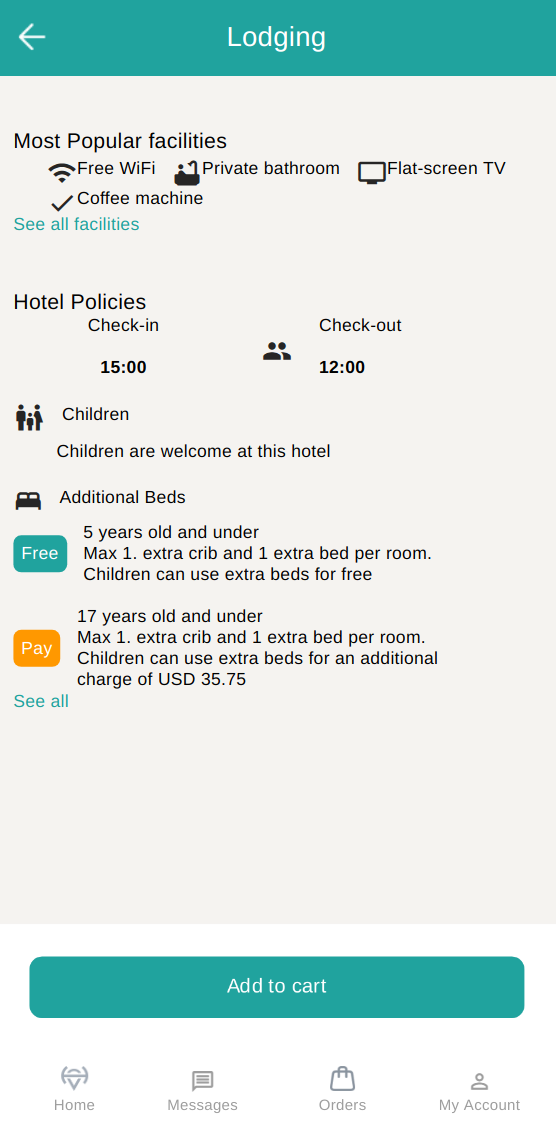 Lodging
Most Popular facilities
Free WiFi Private bathroom Flat-screen TV
Coffee machine
See all facilities
Hotel Policies
Check-in Check-out
15:00 12:00
Children
Children are welcome at this hotel
Additional Beds
5 years old and under
Max 1. extra crib and 1 extra bed per room.
Free
Children can use extra beds for free
17 years old and under
Max 1. extra crib and 1 extra bed per room.
Pay
Children can use extra beds for an additional
charge of USD 35.75
See all
Add to cart
Home Messages Orders My Account